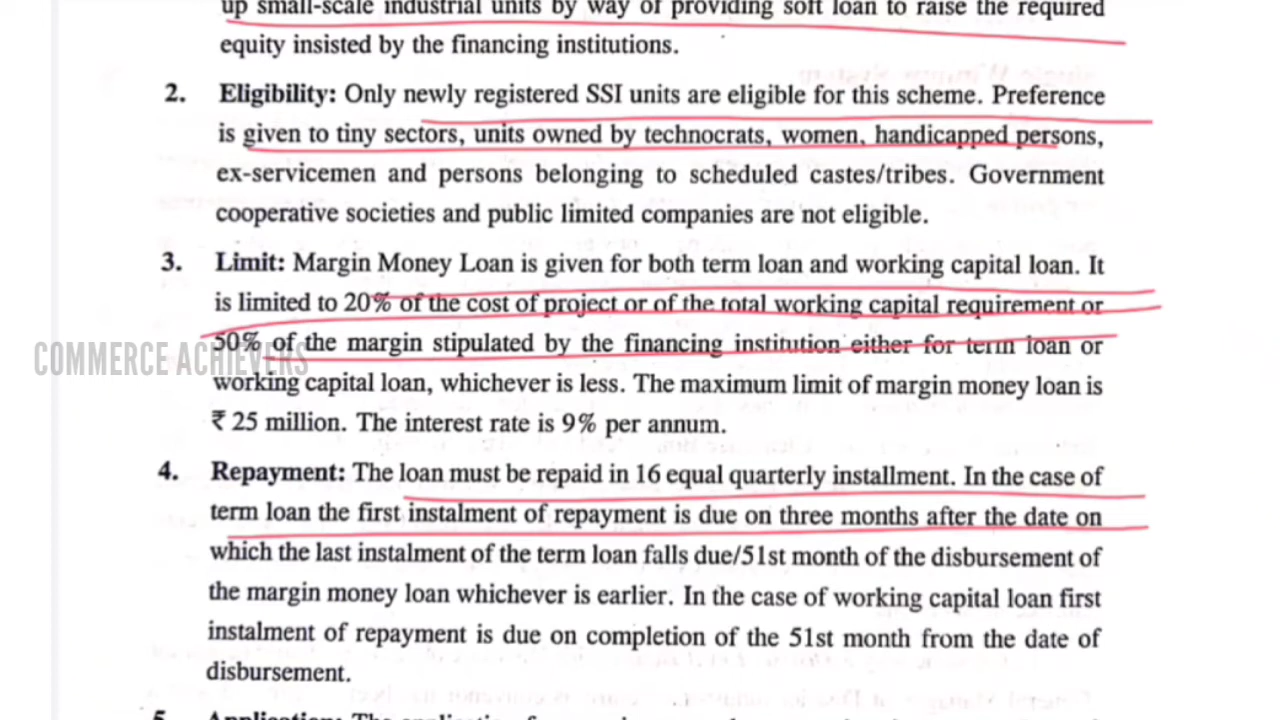 up small-scale industrial units by way of providing soft loan to raise the required
equity insisted by the financing institutions.
2. Eligibility: Only newly registered SSI units are eligible for this scheme. Preference
is given to tiny sectors, units owned by technocrats, women, handicapped persons,
ex-servicemen and persons belonging to scheduled castes/tribes. Government
cooperative societies and public limited companies are not eligible.
3. Limit: Margin Money Loan is given for both term loan and working capital loan. It
is limited to 20% of the cost of project or of the total working capital requirement or
50% of the margin stipulated by the financing institution either for term loan or
COMMERCE ACHIEVERS
working capital loan, whichever is less. The maximum limit of margin money loan is
₹ 25 million. The interest rate is 9% per annum.
4. Repayment: The loan must be repaid in 16 equal quarterly installment. In the case of
term loan the first instalment of repayment is due on three months after the date on
which the last instalment of the term loan falls due/51st month of the disbursement of
the margin money loan whichever is earlier. In the case of working capital loan first
instalment of repayment is due on completion of the 51st month from the date of
disbursement.
5. Application: The application